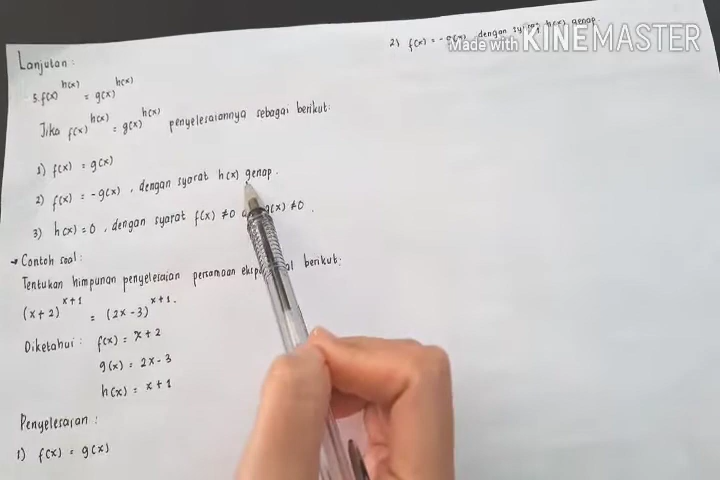 Lanjutan :
5. f(x)^h(x) = g(x)^h(x)
Jika f(x)^h(x) = g(x)^h(x) penyelesaiannya sebagai berikut:
1) f(x) = g(x)
2) f(x) = -g(x) , dengan syarat h(x) genap .
3) h(x) = 0 , dengan syarat f(x) ≠ 0 g(x) ≠ 0 .
→ Contoh soal :
Tentukan himpunan penyelesaian persamaan berikut:
(x+2)^x+1 = (2x-3)^x+1 .
Diketahui : f(x) = x + 2
g(x) = 2x - 3
h(x) = x + 1
Penyelesaian :
1) f(x) = g(x)
2) f(x) = -g(x) dengan h(x) genap .
Made with KINEMASTER